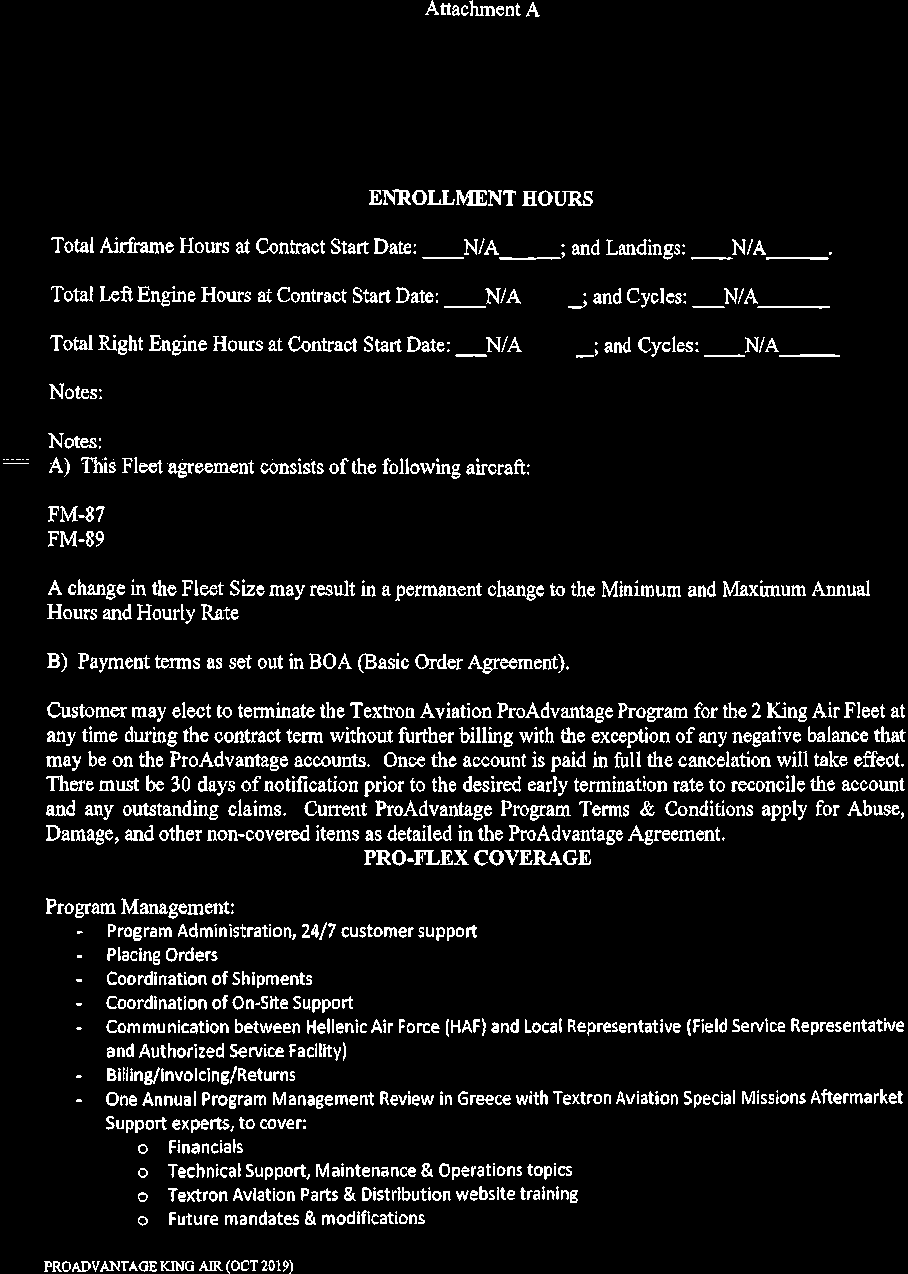 Attachment A
ENROLLMENT HOURS
Total Airframe Hours at Contract Start Date: ____N/A______; and Landings: ____N/A______.
Total Left Engine Hours at Contract Start Date: ____N/A _; and Cycles: ___N/A_______
Total Right Engine Hours at Contract Start Date: ___N/A _; and Cycles: ____N/A______
Notes:
Notes:
A) This Fleet agreement consists of the following aircraft:
FM-87
FM-89
A change in the Fleet Size may result in a permanent change to the Minimum and Maximum Annual
Hours and Hourly Rate
B) Payment terms as set out in BOA (Basic Order Agreement).
Customer may elect to terminate the Textron Aviation ProAdvantage Program for the 2 King Air Fleet at
any time during the contract term without further billing with the exception of any negative balance that
may be on the ProAdvantage accounts. Once the account is paid in full the cancelation will take effect.
There must be 30 days of notification prior to the desired early termination rate to reconcile the account
and any outstanding claims. Current ProAdvantage Program Terms & Conditions apply for Abuse,
Damage, and other non-covered items as detailed in the ProAdvantage Agreement.
PRO-FLEX COVERAGE
Program Management:
- Program Administration, 24/7 customer support
- Placing Orders
- Coordination of Shipments
- Coordination of On-Site Support
- Communication between Hellenic Air Force (HAF) and Local Representative (Field Service Representative
and Authorized Service Facility)
- Billing/Invoicing/Returns
- One Annual Program Management Review in Greece with Textron Aviation Special Missions Aftermarket
Support experts, to cover:
o Financials
o Technical Support, Maintenance & Operations topics
o Textron Aviation Parts & Distribution website training
o Future mandates & modifications
PROADVANTAGE KING AIR (OCT 2019)